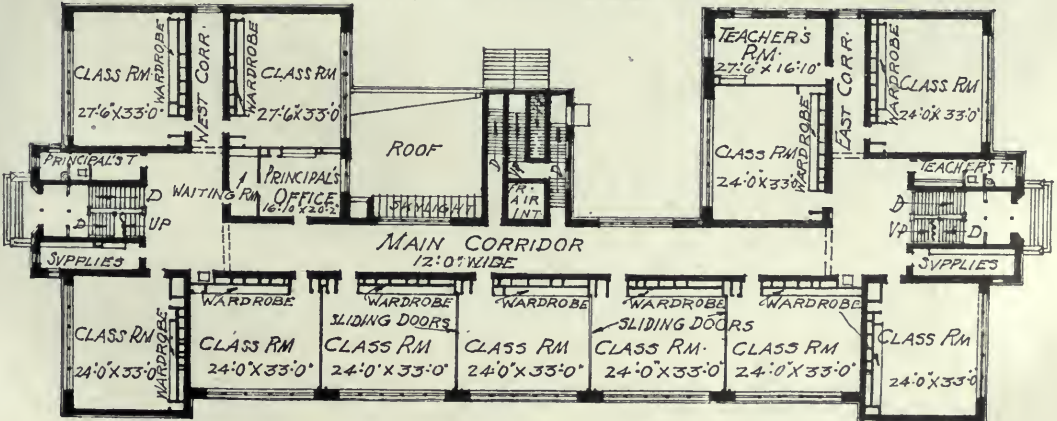 CLASS RM.
27'-6"X33'-0"
WARDROBE
WEST CORR.
WARDROBE
CLASS RM
27'-6"X33'-0"
ROOF
D
UP
D
FR.
AIR
INT.
TEACHER'S
RM.
27'-6"X16'-10"
CLASS RM
24'-0"X33'-0"
WARDROBE
EAST CORR.
WARDROBE
CLASS RM
24'-0"X33'-0"
PRINCIPAL'S T
WAITING RM
PRINCIPAL'S
OFFICE
16'-10"X20'-2"
SKYLIGHT
TEACHER'S T.
D
UP
D
D
UP
D
SUPPLIES
SUPPLIES
MAIN CORRIDOR
12'-0" WIDE
CLASS RM
24'-0"X33'-0"
WARDROBE
WARDROBE
CLASS RM
24'-0"X33'-0"
SLIDING DOORS
WARDROBE
CLASS RM
24'-0"X33'-0"
WARDROBE
CLASS RM
24'-0"X33'-0"
SLIDING DOORS
WARDROBE
CLASS RM.
24'-0"X33'-0"
WARDROBE
CLASS RM
24'-0"X33'-0"
CLASS RM
24'-0"X33'-0"